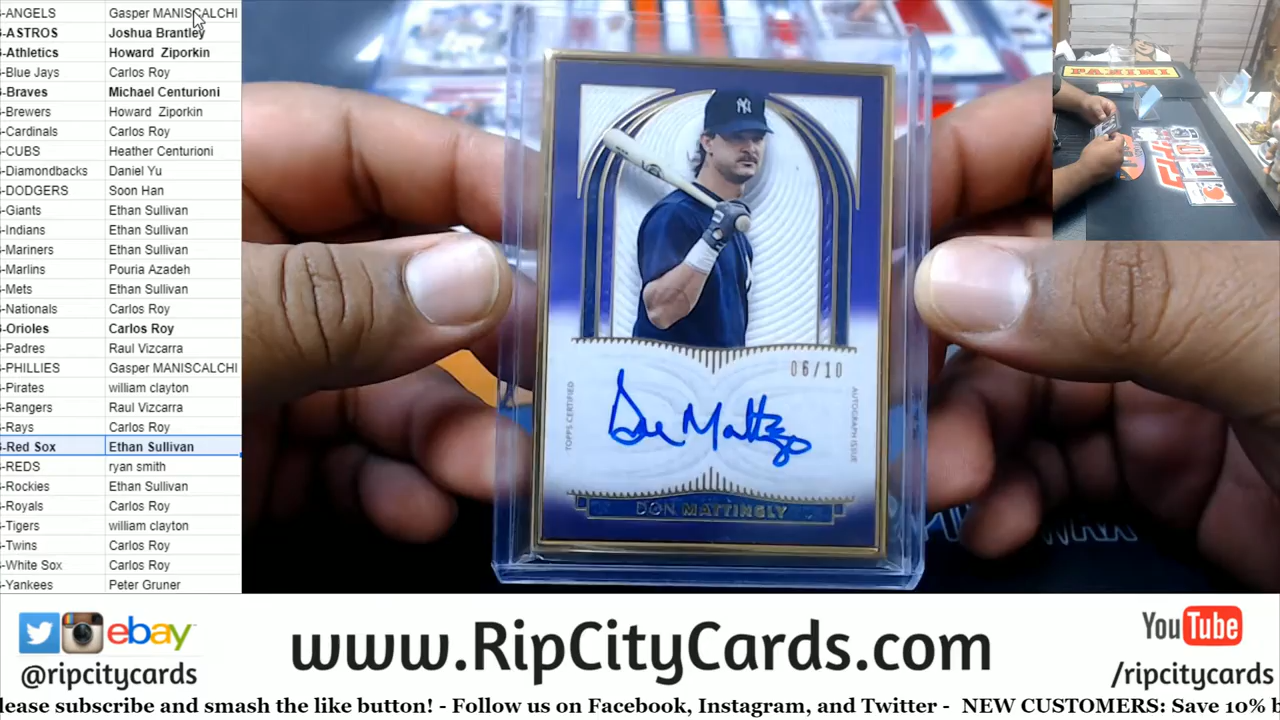 -ANGELS Gasper MANISCALCHI
-ASTROS Joshua Brantley
-Athletics Howard Ziporkin
-Blue Jays Carlos Roy
-Braves Michael Centurioni
-Brewers Howard Ziporkin
-Cardinals Carlos Roy
-CUBS Heather Centurioni
-Diamondbacks Daniel Yu
-DODGERS Soon Han
-Giants Ethan Sullivan
-Indians Ethan Sullivan
-Mariners Ethan Sullivan
-Marlins Pouria Azadeh
-Mets Ethan Sullivan
-Nationals Carlos Roy
-Orioles Carlos Roy
-Padres Raul Vizcarra
-PHILLIES Gasper MANISCALCHI
-Pirates william clayton
-Rangers Raul Vizcarra
-Rays Carlos Roy
-Red Sox Ethan Sullivan
-REDS ryan smith
-Rockies Ethan Sullivan
-Royals Carlos Roy
-Tigers william clayton
-Twins Carlos Roy
-White Sox Carlos Roy
-Yankees Peter Gruner
NY
06/10
TOPPS CERTIFIED
AUTOGRAPH ISSUE
Don Mattingly
DON MATTINGLY
PANINI
ebay
@ripcitycards
www.RipCityCards.com
YouTube
/ripcitycards
lease subscribe and smash the like button! - Follow us on Facebook, Instagram, and Twitter - NEW CUSTOMERS: Save 10% b